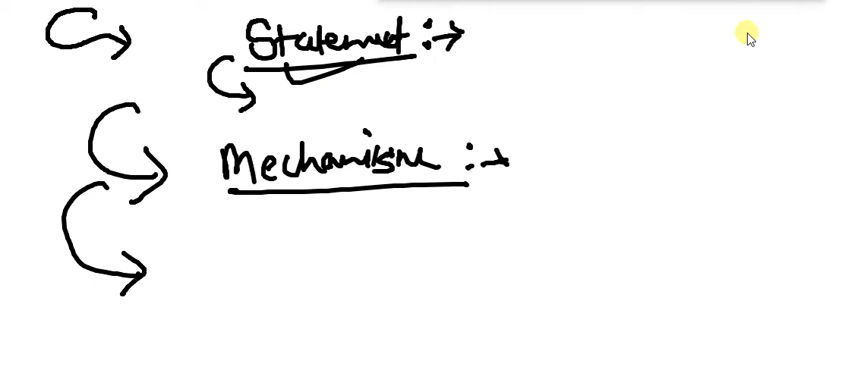 Statement :→
Mechanism :→